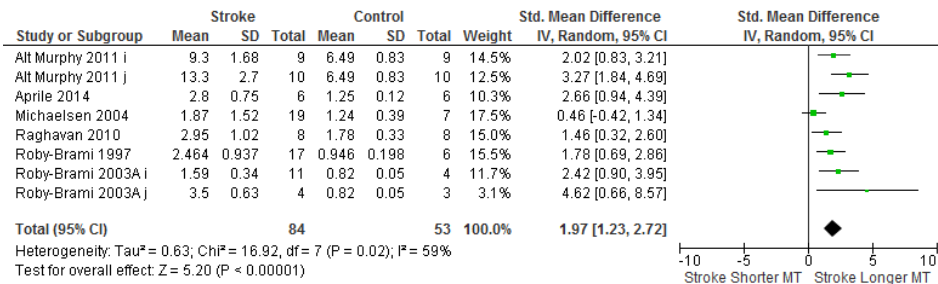 Stroke Control Std. Mean Difference Std. Mean Difference
Study or Subgroup Mean SD Total Mean SD Total Weight IV, Random, 95% CI IV, Random, 95% CI
Alt Murphy 2011 i 9.3 1.68 9 6.49 0.83 9 14.5% 2.02 [0.83, 3.21]
Alt Murphy 2011 j 13.3 2.7 10 6.49 0.83 10 12.4% 3.27 [1.84, 4.69]
Aprile 2014 2.8 0.75 6 1.25 0.12 6 10.3% 2.66 [0.94, 4.39]
Michaelsen 2004 1.87 1.52 19 1.24 0.39 7 17.5% 0.46 [-0.42, 1.34]
Raghavan 2010 2.95 1.02 8 1.78 0.33 8 15.0% 1.46 [0.32, 2.60]
Roby-Brami 1997 2.464 0.937 17 0.946 0.198 6 15.5% 1.78 [0.69, 2.86]
Roby-Brami 2003A i 1.59 0.34 11 0.82 0.05 4 11.7% 2.42 [0.90, 3.95]
Roby-Brami 2003A j 3.5 0.63 4 0.82 0.05 3 3.1% 4.62 [0.66, 8.57]
Total (95% CI) 84 53 100.0% 1.97 [1.23, 2.72]
Heterogeneity: Tau² = 0.63; Chi² = 16.92, df = 7 (P = 0.02); I² = 59%
Test for overall effect: Z = 5.20 (P < 0.00001)
-10 -5 0 5 10
Stroke Shorter MT Stroke Longer MT